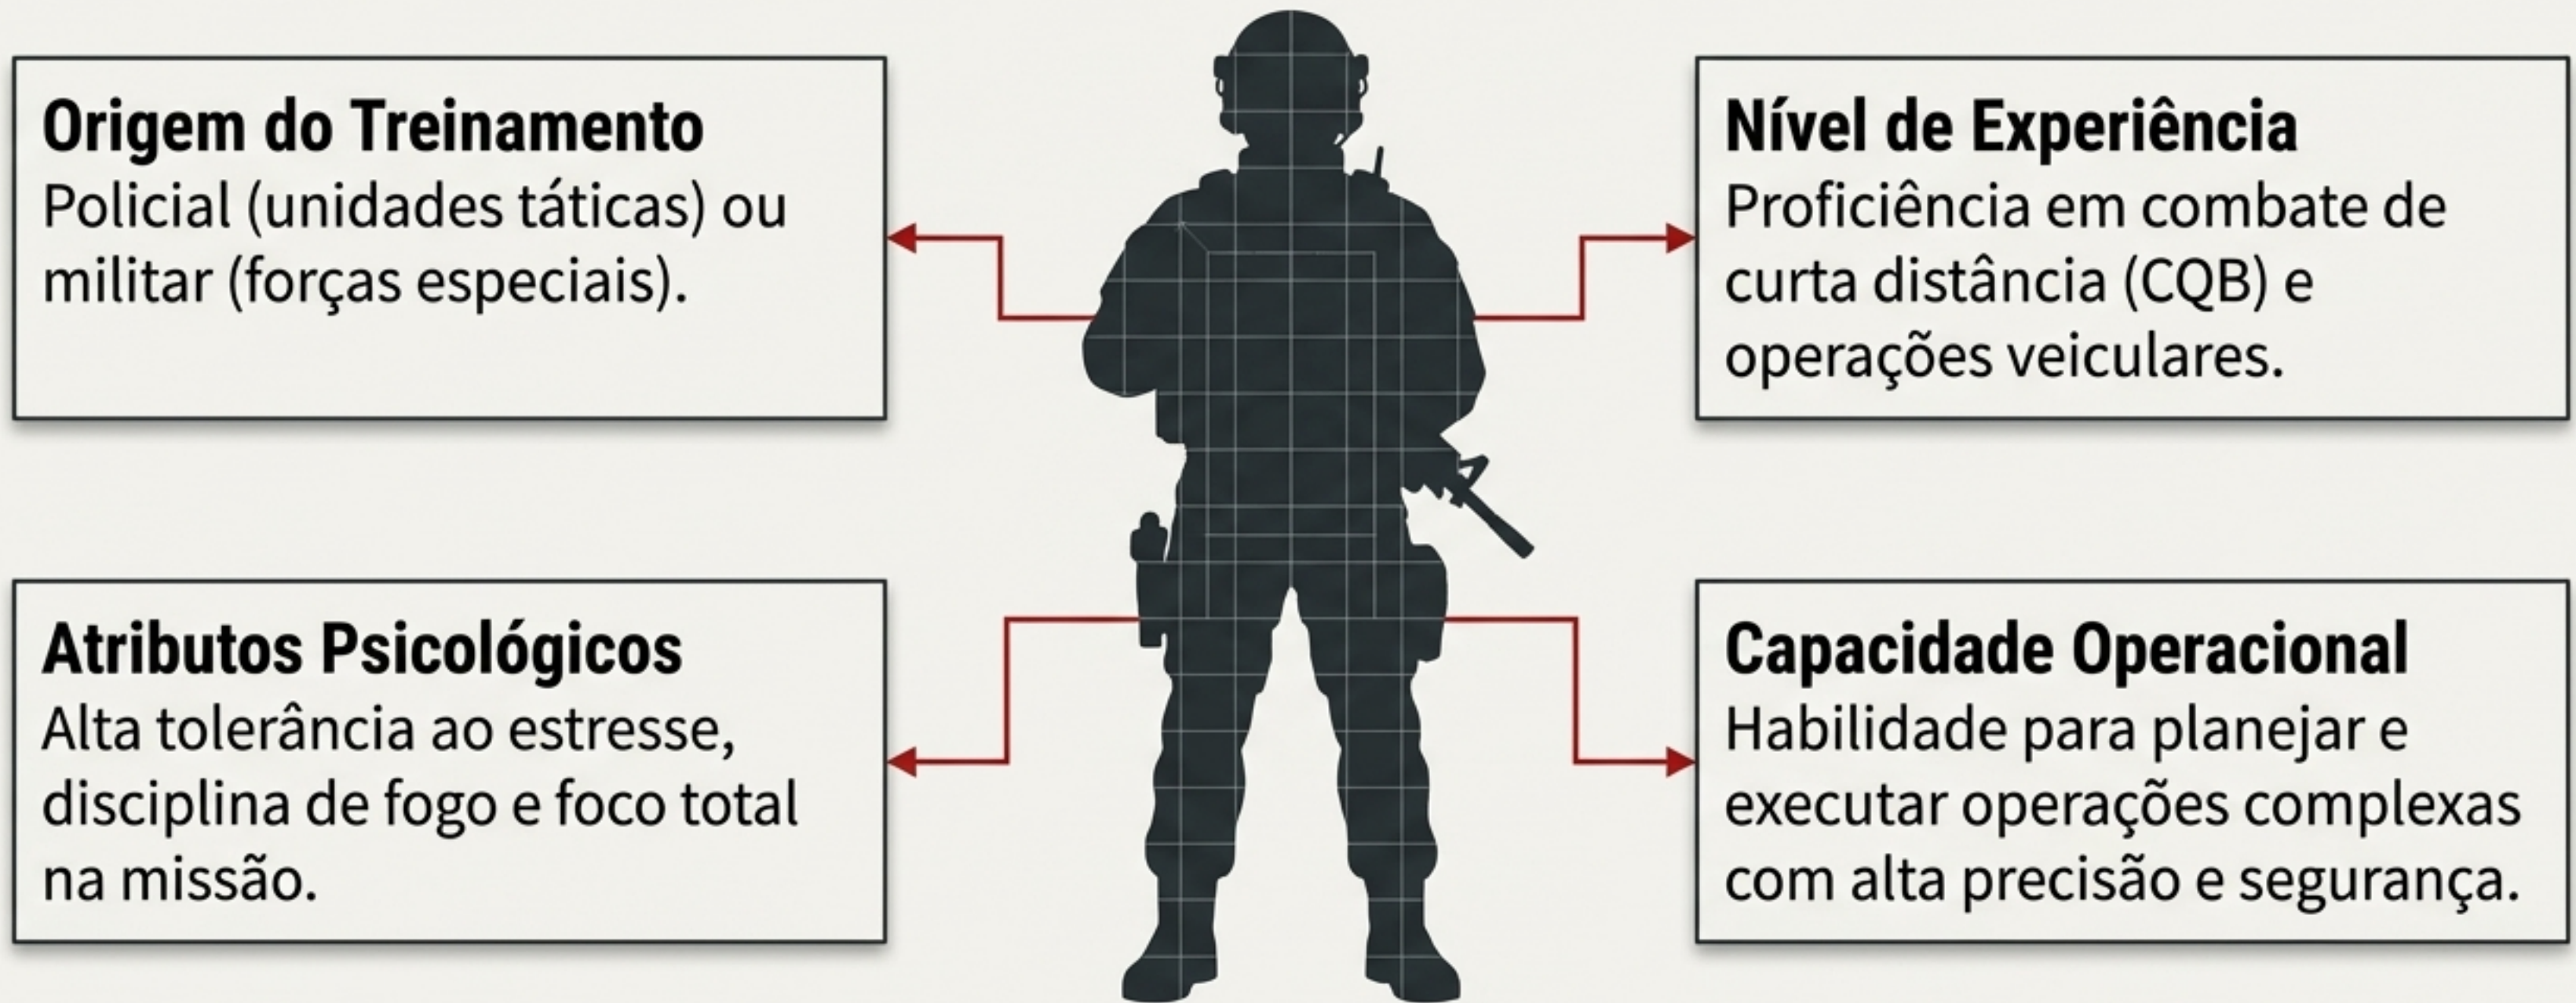 Origem do Treinamento
Policial (unidades táticas) ou
militar (forças especiais).
Nível de Experiência
Proficiência em combate de
curta distância (CQB) e
operações veiculares.
Atributos Psicológicos
Alta tolerância ao estresse,
disciplina de fogo e foco total
na missão.
Capacidade Operacional
Habilidade para planejar e
executar operações complexas
com alta precisão e segurança.